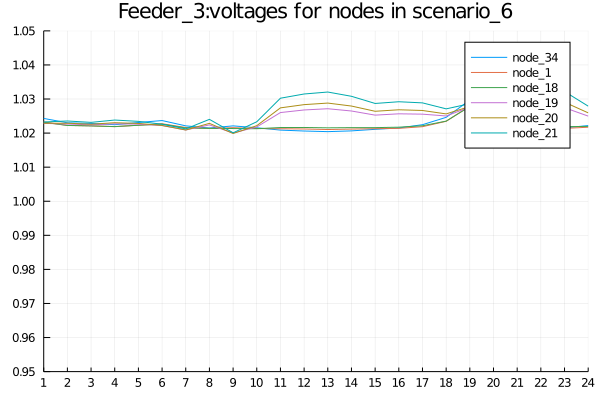 Feeder_3:voltages for nodes in scenario_6
1.05
1.04
1.03
1.02
1.01
1.00
0.99
0.98
0.97
0.96
0.95
node_34
node_1
node_18
node_19
node_20
node_21
1 2 3 4 5 6 7 8 9 10 11 12 13 14 15 16 17 18 19 20 21 22 23 24